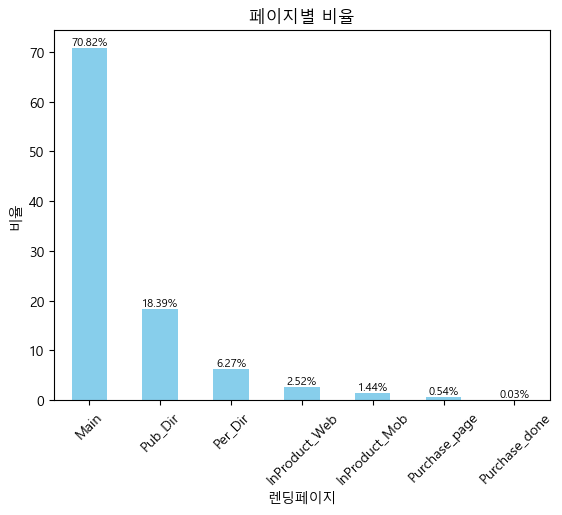 페이지별 비율
비율
70
60
50
40
30
20
10
0
70.82%
18.39%
6.27%
2.52%
1.44%
0.54%
0.03%
Main
Pub_Dir
Per_Dir
InProduct_Web
InProduct_Mob
Purchase_page
Purchase_done
렌딩페이지